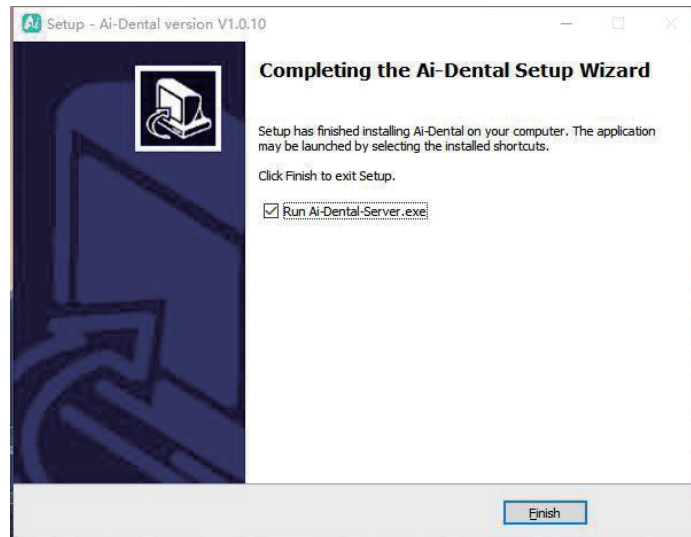 Ai Setup - Ai-Dental version V1.0.10
Completing the Ai-Dental Setup Wizard
Setup has finished installing Ai-Dental on your computer. The application
may be launched by selecting the installed shortcuts.
Click Finish to exit Setup.
Run Ai-Dental-Server.exe
Finish